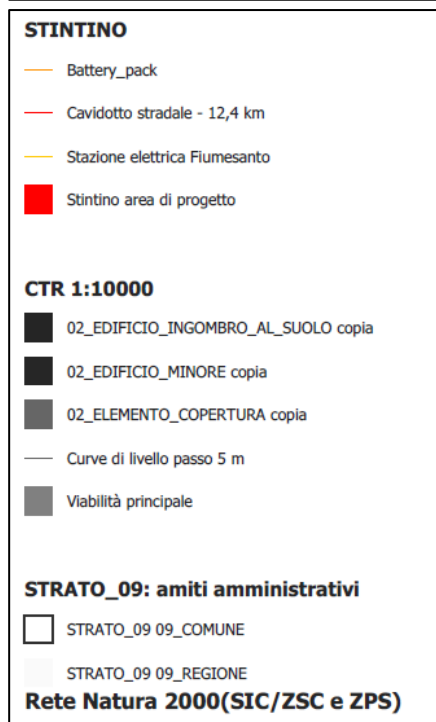 STINTINO
Battery_pack
Cavidotto stradale - 12,4 km
Stazione elettrica Fiumesanto
Stintino area di progetto
CTR 1:10000
02_EDIFICIO_INGOMBRO_AL_SUOLO copia
02_EDIFICIO_MINORE copia
02_ELEMENTO_COPERTURA copia
Curve di livello passo 5 m
Viabilità principale
STRATO_09: amiti amministrativi
STRATO_09 09_COMUNE
STRATO_09 09_REGIONE
Rete Natura 2000(SIC/ZSC e ZPS)